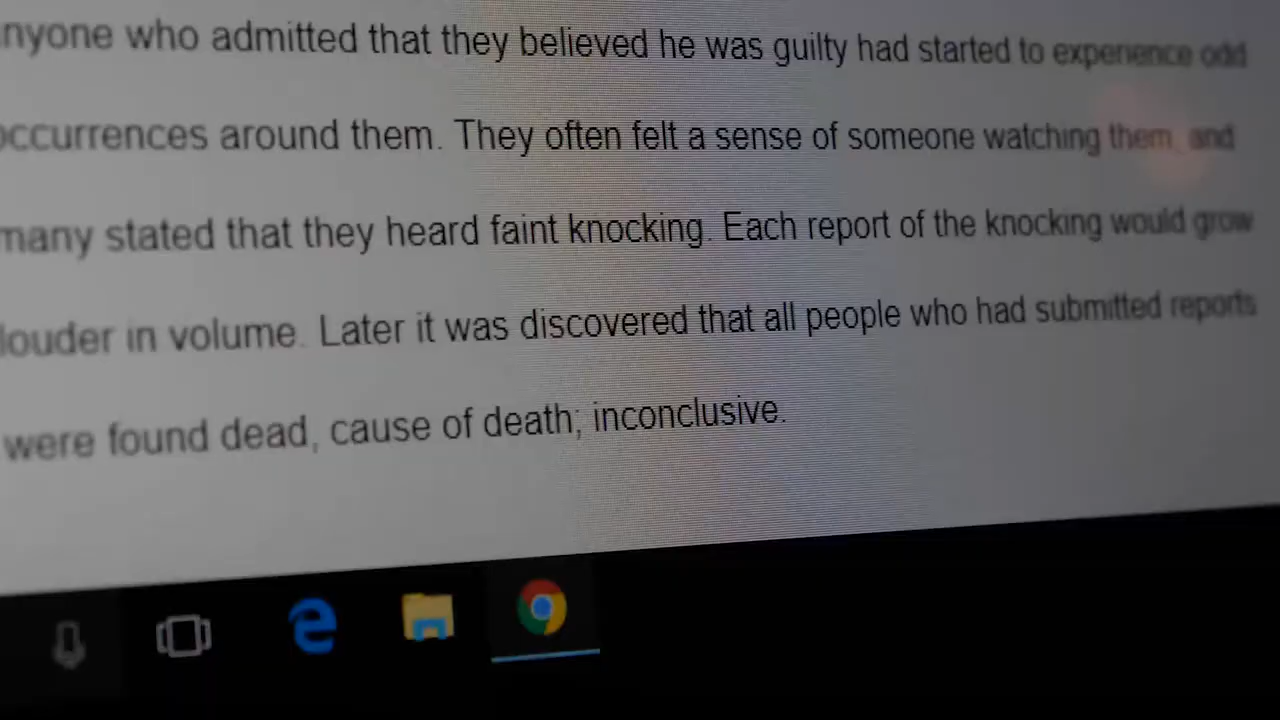 nyone who admitted that they believed he was guilty had started to experience odd
occurrences around them. They often felt a sense of someone watching them, and
many stated that they heard faint knocking. Each report of the knocking would grow
louder in volume. Later it was discovered that all people who had submitted reports
were found dead, cause of death; inconclusive.